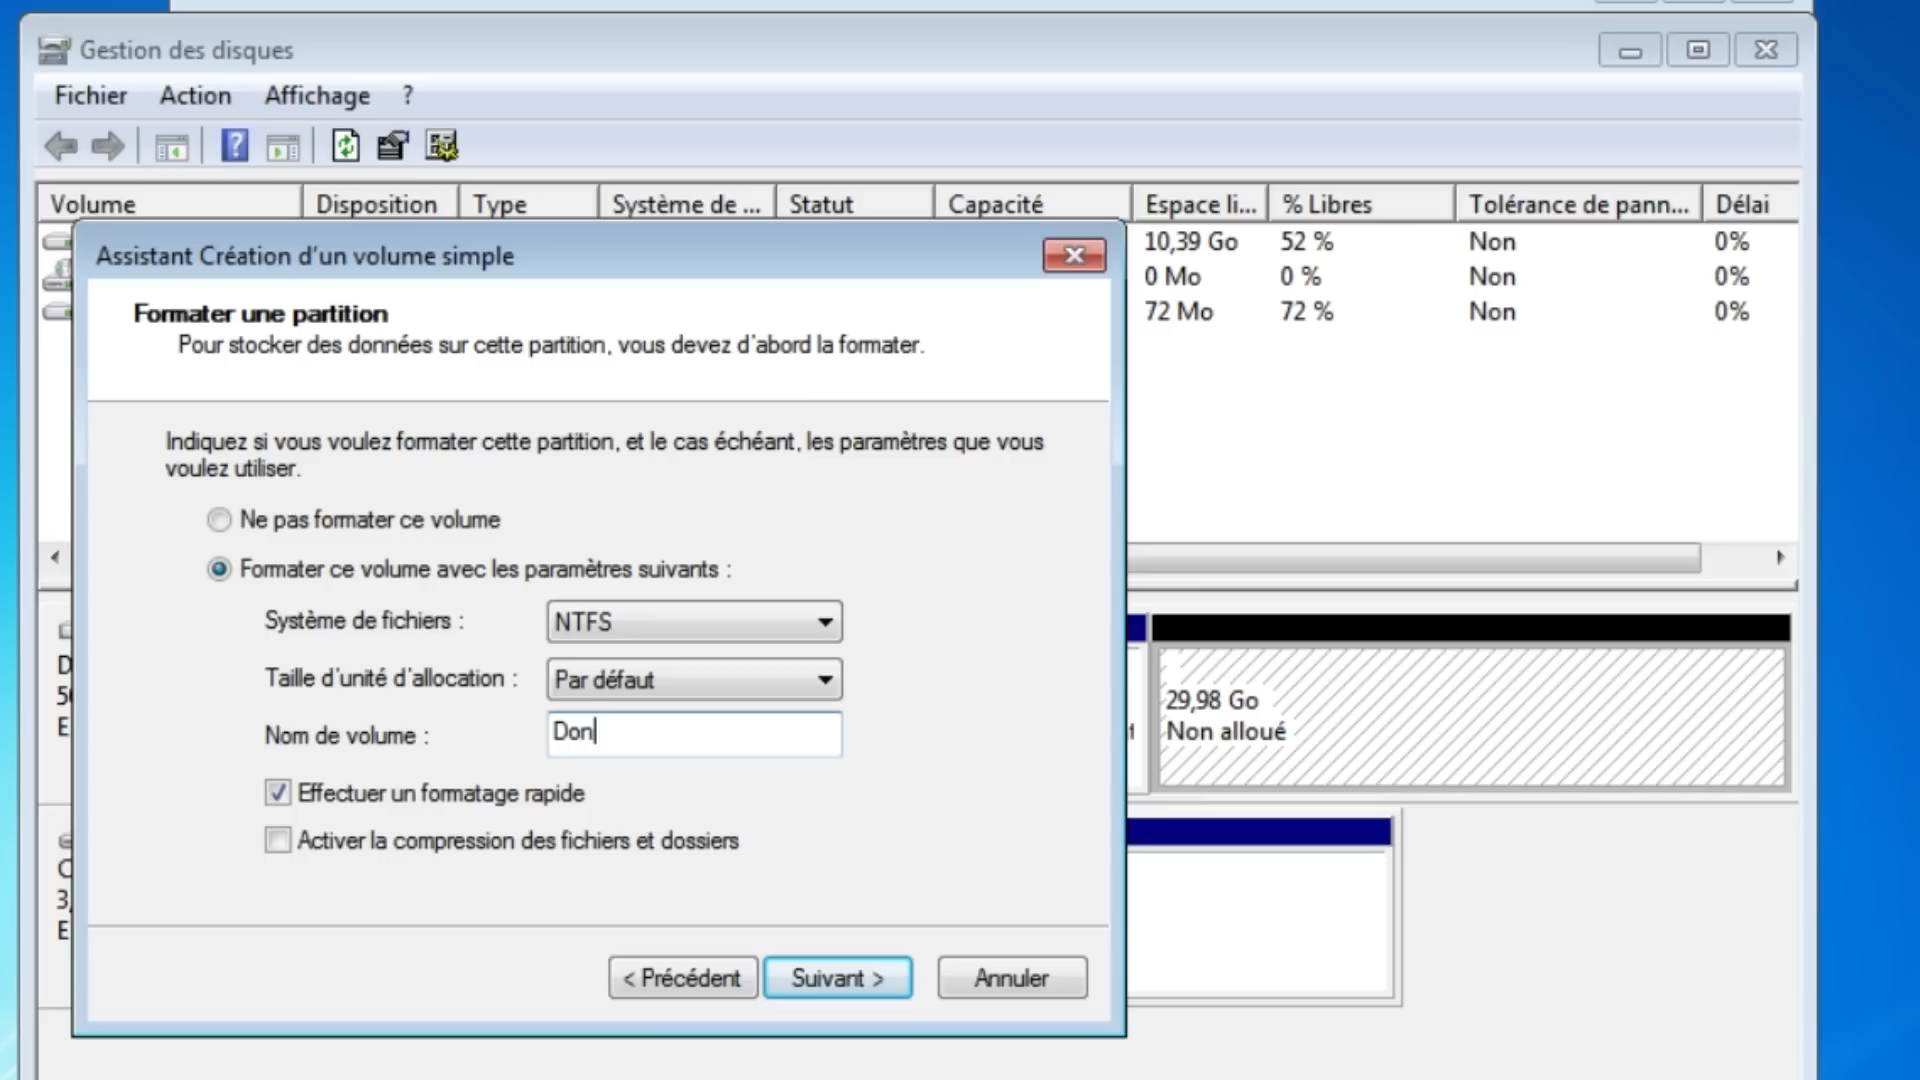 Gestion des disques
Fichier Action Affichage ?
Volume Disposition Type Système de ... Statut Capacité Espace li... % Libres Tolérance de pann... Délai
10,39 Go 52 % Non 0%
0 Mo 0 % Non 0%
72 Mo 72 % Non 0%
Assistant Création d'un volume simple
Formater une partition
Pour stocker des données sur cette partition, vous devez d'abord la formater.
Indiquez si vous voulez formater cette partition, et le cas échéant, les paramètres que vous
voulez utiliser.
Ne pas formater ce volume
Formater ce volume avec les paramètres suivants :
Système de fichiers : NTFS
Taille d'unité d'allocation : Par défaut
Nom de volume : Don
Effectuer un formatage rapide
Activer la compression des fichiers et dossiers
< Précédent Suivant > Annuler
29,98 Go
Non alloué